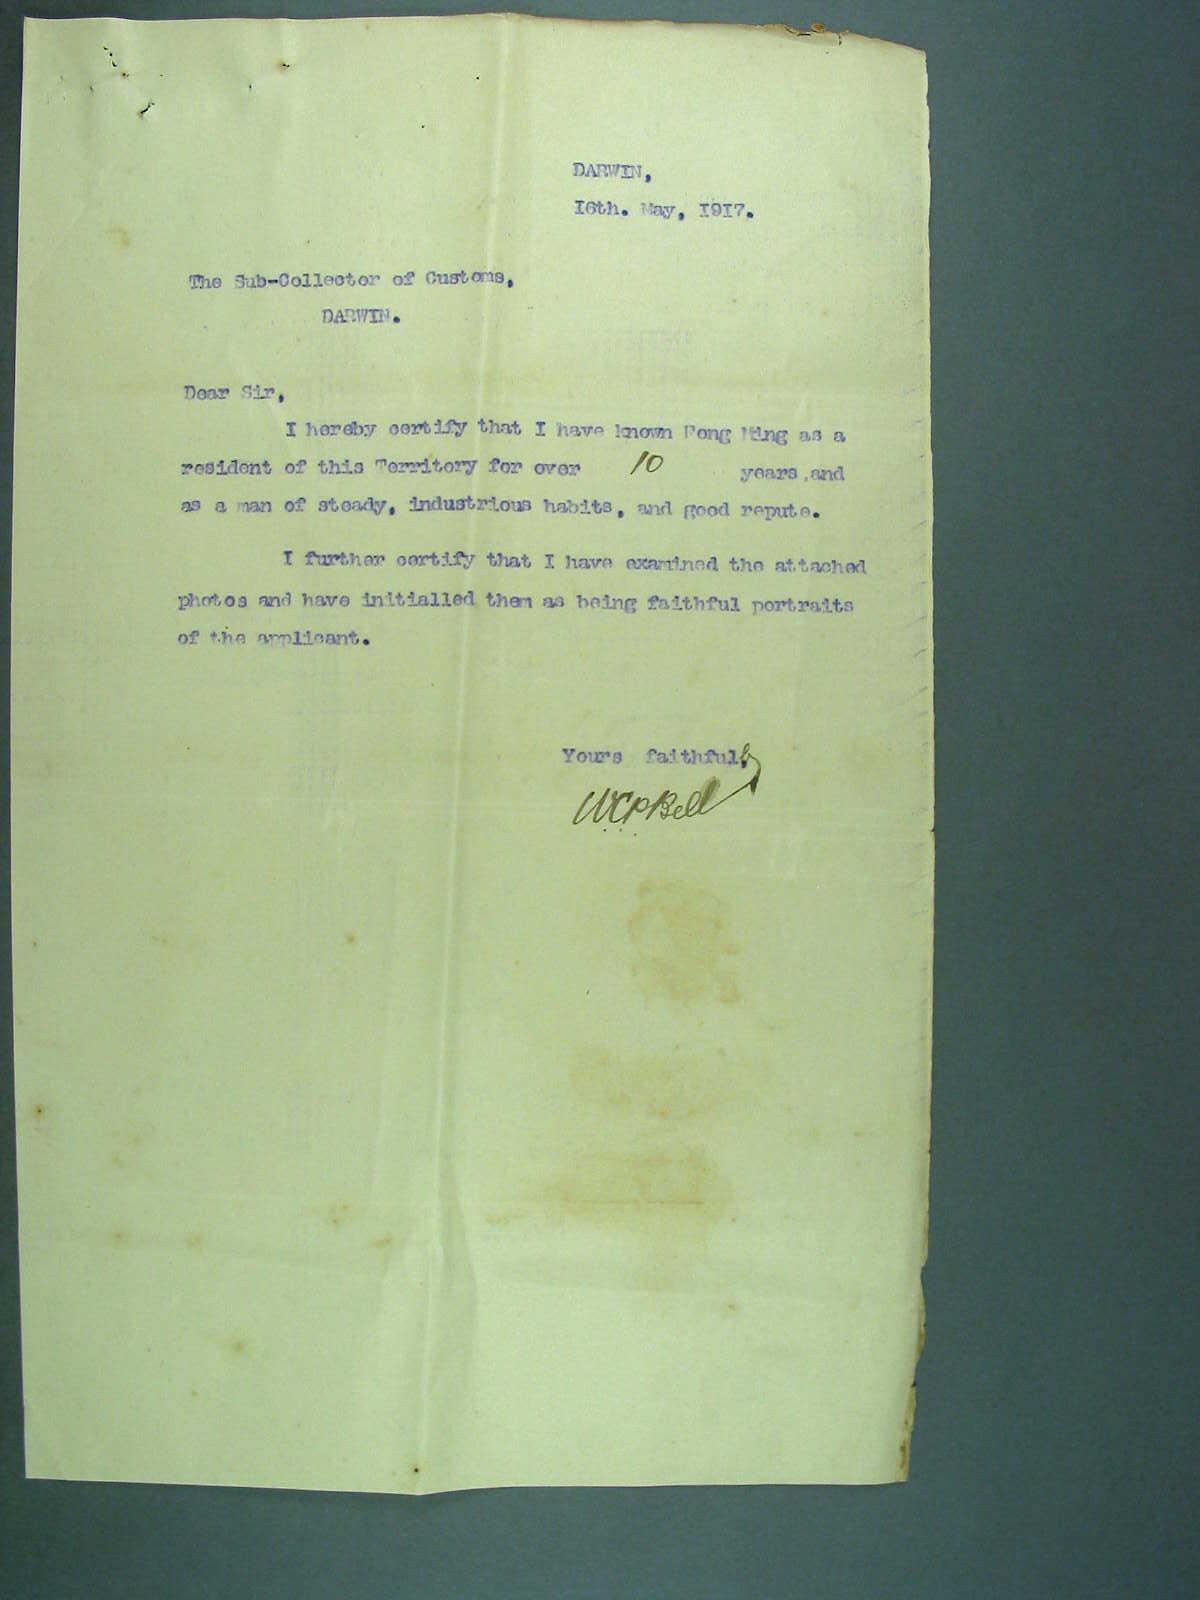 DARWIN,
16th. May, 1917.
The Sub-Collector of Customs,
DARWIN.
Dear Sir,
I hereby certify that I have known Fong Ming as a
resident of this Territory for over 10 years, and
as a man of steady, industrious habits, and good repute.
I further certify that I have examined the attached
photos and have initialled them as being faithful portraits
of the applicant.
Yours faithfully
W.C.P. Bell